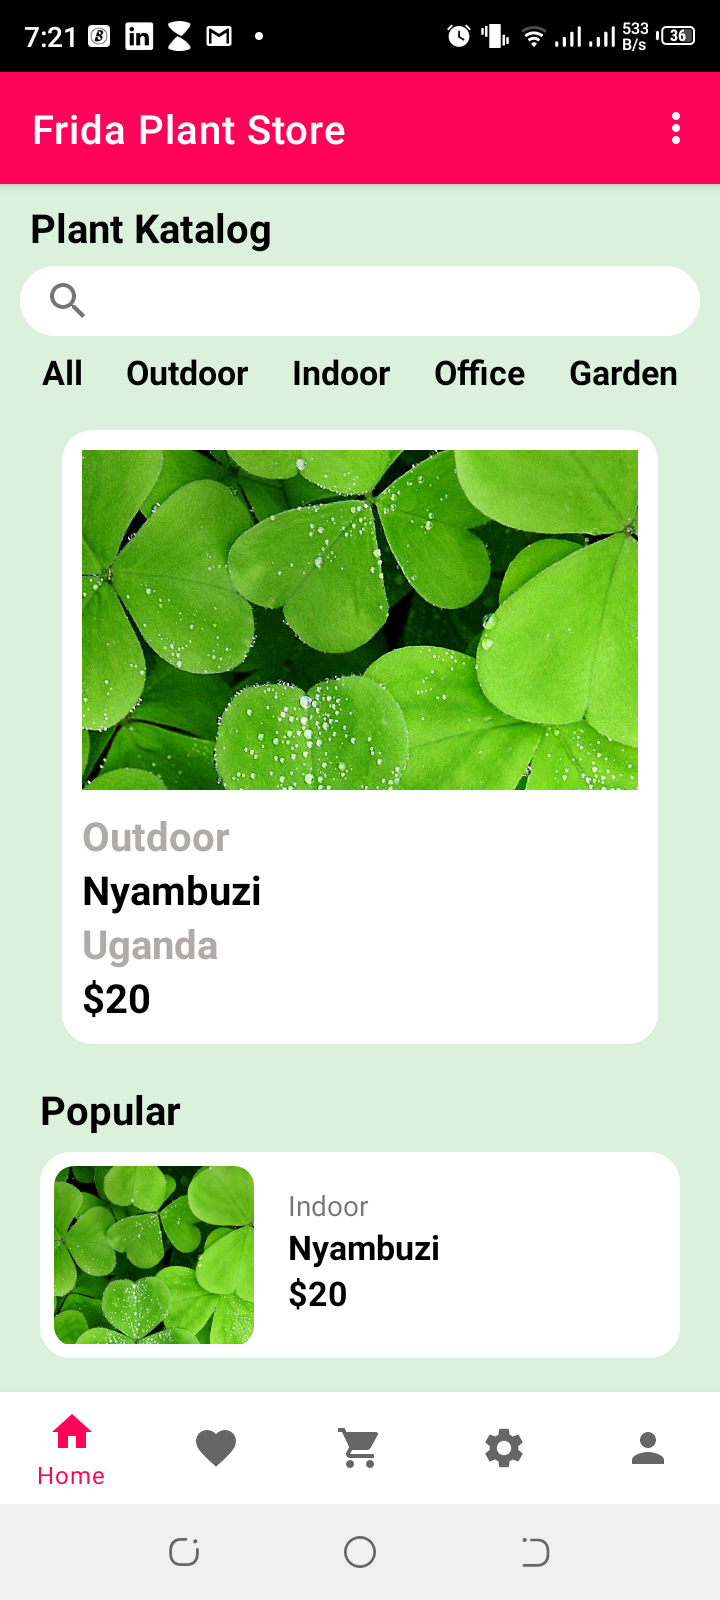 7:21 533 B/s 36
Frida Plant Store
Plant Katalog
All Outdoor Indoor Office Garden
Outdoor
Nyambuzi
Uganda
$20
Popular
Indoor
Nyambuzi
$20
Home